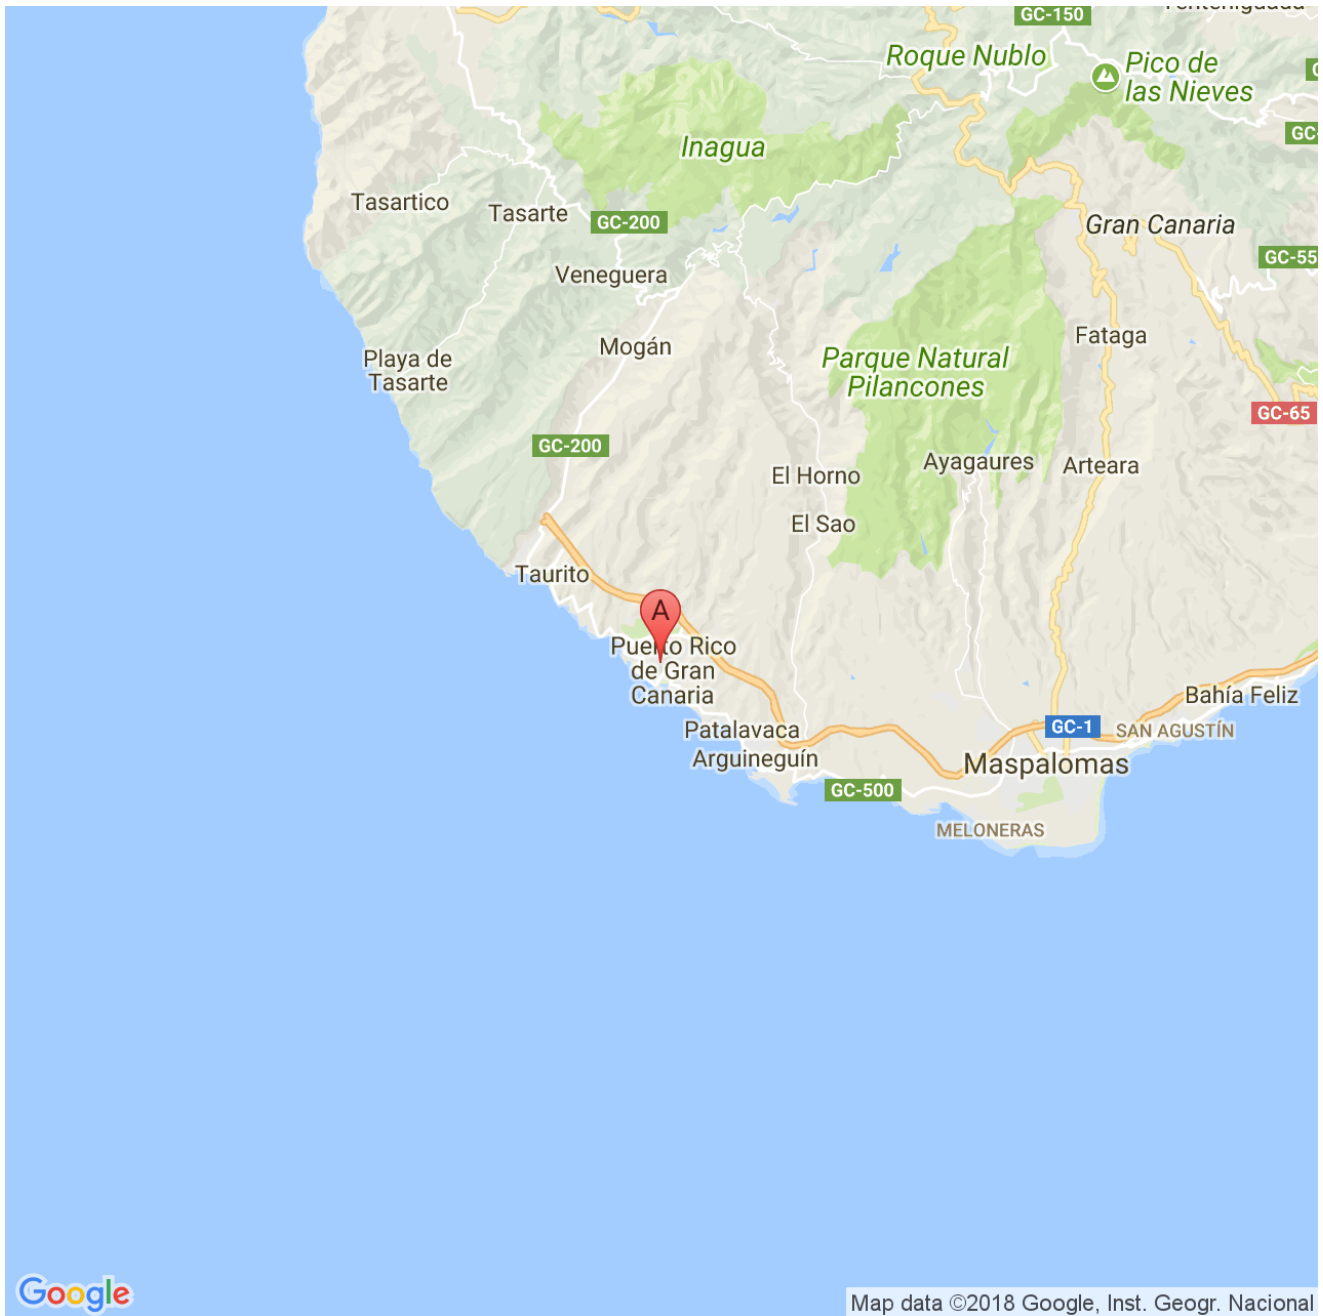 GC-150
Roque Nublo
Pico de
las Nieves
Inagua
GC-
Tasartico
Tasarte
GC-200
Gran Canaria
GC-55
Veneguera
Mogán
Fataga
Playa de
Tasarte
Parque Natural
Pilancones
GC-65
GC-200
El Horno
Ayagaures
Arteara
El Sao
Taurito
A
Puerto Rico
de Gran
Canaria
Bahía Feliz
Patalavaca
GC-1
SAN AGUSTÍN
Arguineguín
Maspalomas
GC-500
MELONERAS
Google
Map data ©2018 Google, Inst. Geogr. Nacional